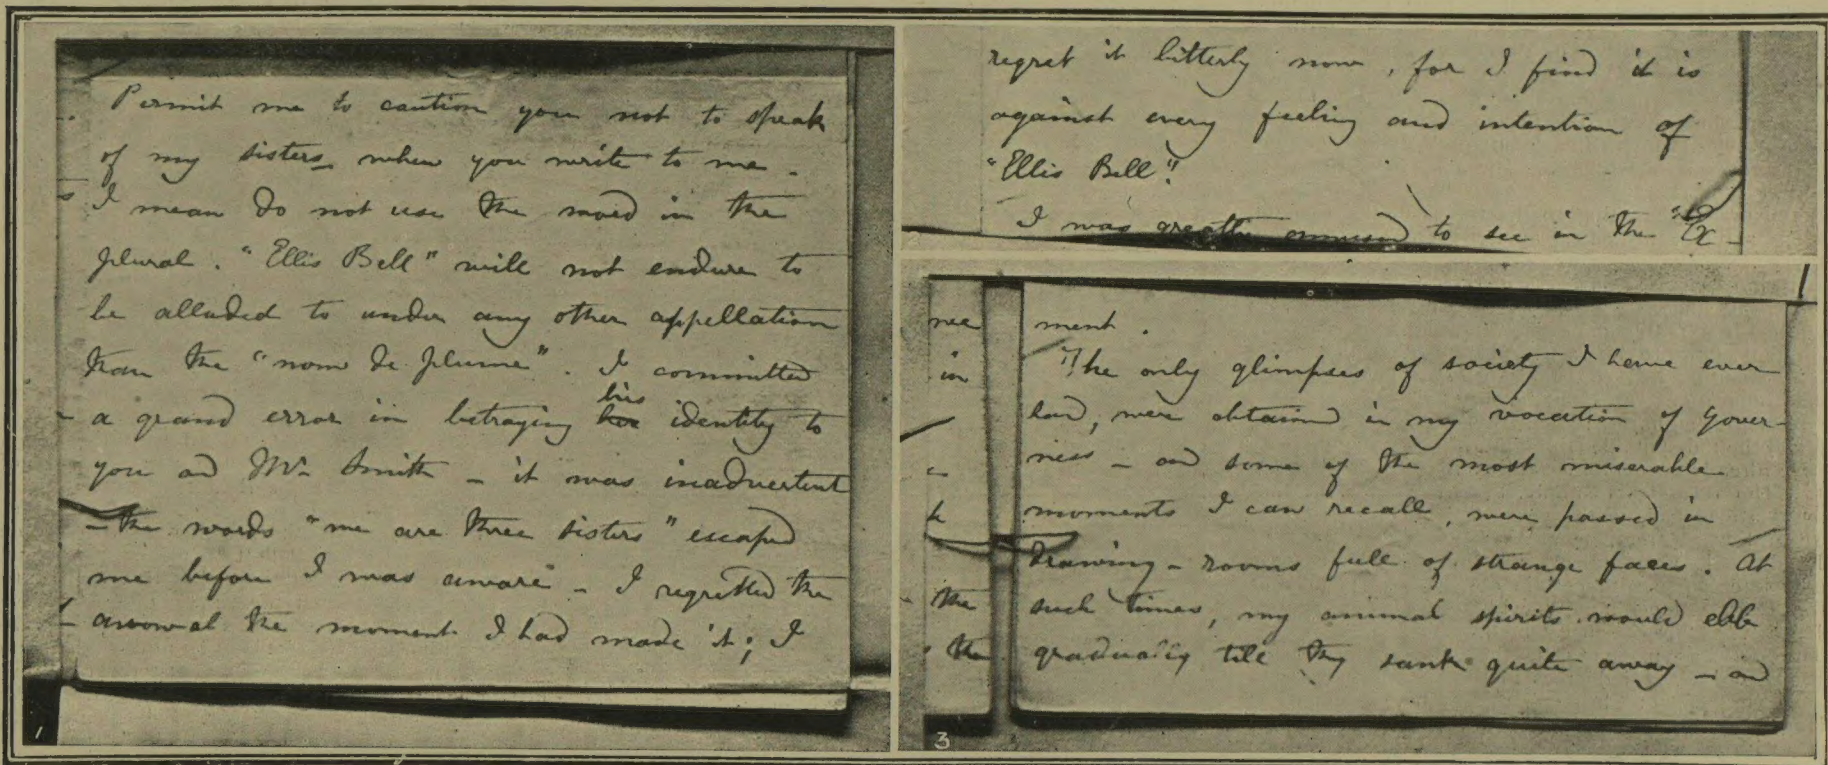 Permit me to caution you not to speak
of my sisters when you write to me.
I mean do not use the word in the
plural. "Ellis Bell" will not endure to
be alluded to under any other appellation
than the "nom de plume". I committed
a grand error in betraying his her identity to
you and Mr Smith – it was inadvertent
– the words "we are three sisters" escaped
me before I was aware – I regretted the
avowal the moment I had made it; I
1
regret it bitterly now, for I find it is
against every feeling and intention of
"Ellis Bell".
I was greatly amused to see in the "Ex-
nee
in
the
the
ment.
The only glimpses of society I have ever
had, were obtained in my vocation of Gover-
ness – and some of the most miserable
moments I can recall, were passed in
drawing-rooms full of strange faces. At
such times, my animal spirits would ebb
gradually till they sank quite away – and
3